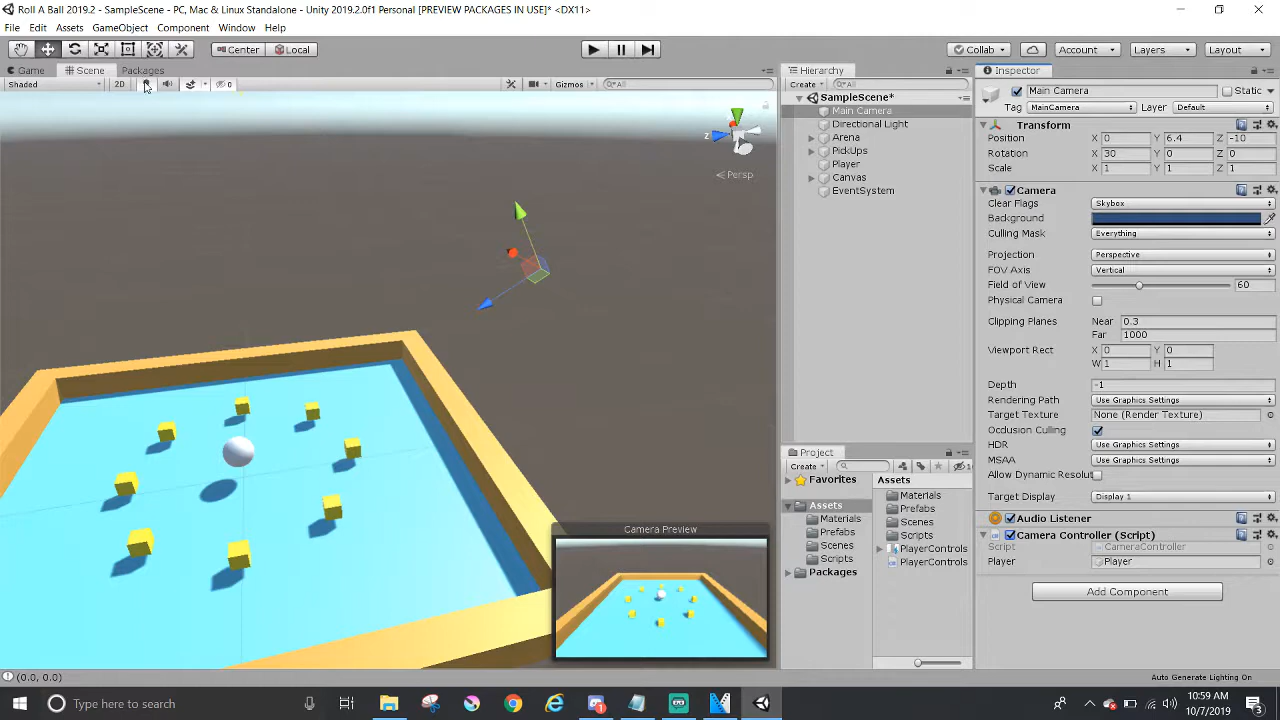 Roll A Ball 2019.2 - SampleScene - PC, Mac & Linux Standalone - Unity 2019.2.0f1 Personal [PREVIEW PACKAGES IN USE]* <DX11>
File Edit Assets GameObject Component Window Help
Center Local Collab Account Layers Layout
Game Scene Packages
Shaded 2D 0 Gizmos All
z
Persp
Camera Preview
Hierarchy
Create All
SampleScene*
Main Camera
Directional Light
Arena
PickUps
Player
Canvas
EventSystem
Project
Create
Favorites
Assets
Materials
Prefabs
Scenes
Scripts
Packages
Assets
Materials
Prefabs
Scenes
Scripts
PlayerControls
PlayerControls
Inspector
Main Camera Static
Tag MainCamera Layer Default
Transform
Position X 0 Y 6.4 Z -10
Rotation X 30 Y 0 Z 0
Scale X 1 Y 1 Z 1
Camera
Clear Flags Skybox
Background
Culling Mask Everything
Projection Perspective
FOV Axis Vertical
Field of View 60
Physical Camera
Clipping Planes Near 0.3
Far 1000
Viewport Rect X 0 Y 0
W 1 H 1
Depth -1
Rendering Path Use Graphics Settings
Target Texture None (Render Texture)
Occlusion Culling
HDR Use Graphics Settings
MSAA Use Graphics Settings
Allow Dynamic Resolut
Target Display Display 1
Audio Listener
Camera Controller (Script)
Script CameraController
Player Player
Add Component
(0.0, 0.0)
Auto Generate Lighting On
Type here to search
10:59 AM
10/7/2019